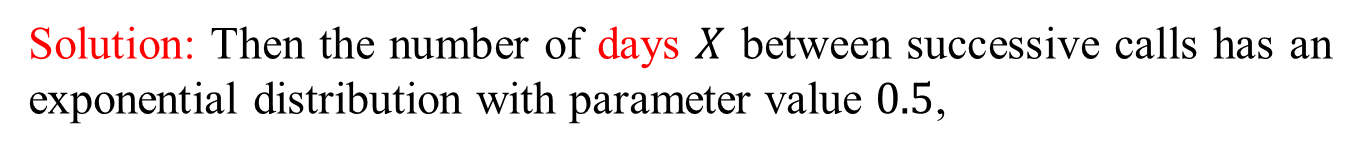 Solution: Then the number of days X between successive calls has an
exponential distribution with parameter value 0.5,